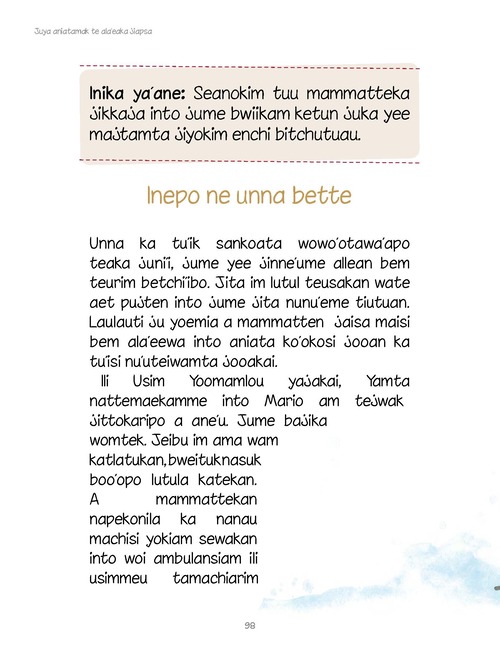 Juya aniatamak te ala'eaka jiapsa
Inika ya'ane: Seanokim tuu mammatteka
jikkaja into jume bwiikam ketun juka yee
majtamta jiyokim enchi bitchutuau.
Inepo ne unna bette
Unna ka tu'ik sankoata wowo'otawa'apo
teaka junii, jume yee jinne'ume allean bem
teurim betchi'ibo. Jita im lutul teusakan wate
aet pujten into jume jita nunu'eme tiutuan.
Laulauti ju yoemia a mammatten jaisa maisi
bem ala'eewa into aniata ko'okosi jooan ka
tu'isi nu'uteiwamta jooakai.
Ili Usim Yoomamlou yajakai, Yamta
nattemaekamme into Mario am tejwak
jittokaripo a ane'u. Jume bajika
womtek. Jeibu im ama wam
katlatukan,bweituknasuk
boo'opo lutula katekan.
A mammattekan
napekonila ka nanau
machisi yokiam sewakan
into woi ambulansiam ili
usimmeu tamachiarim
98